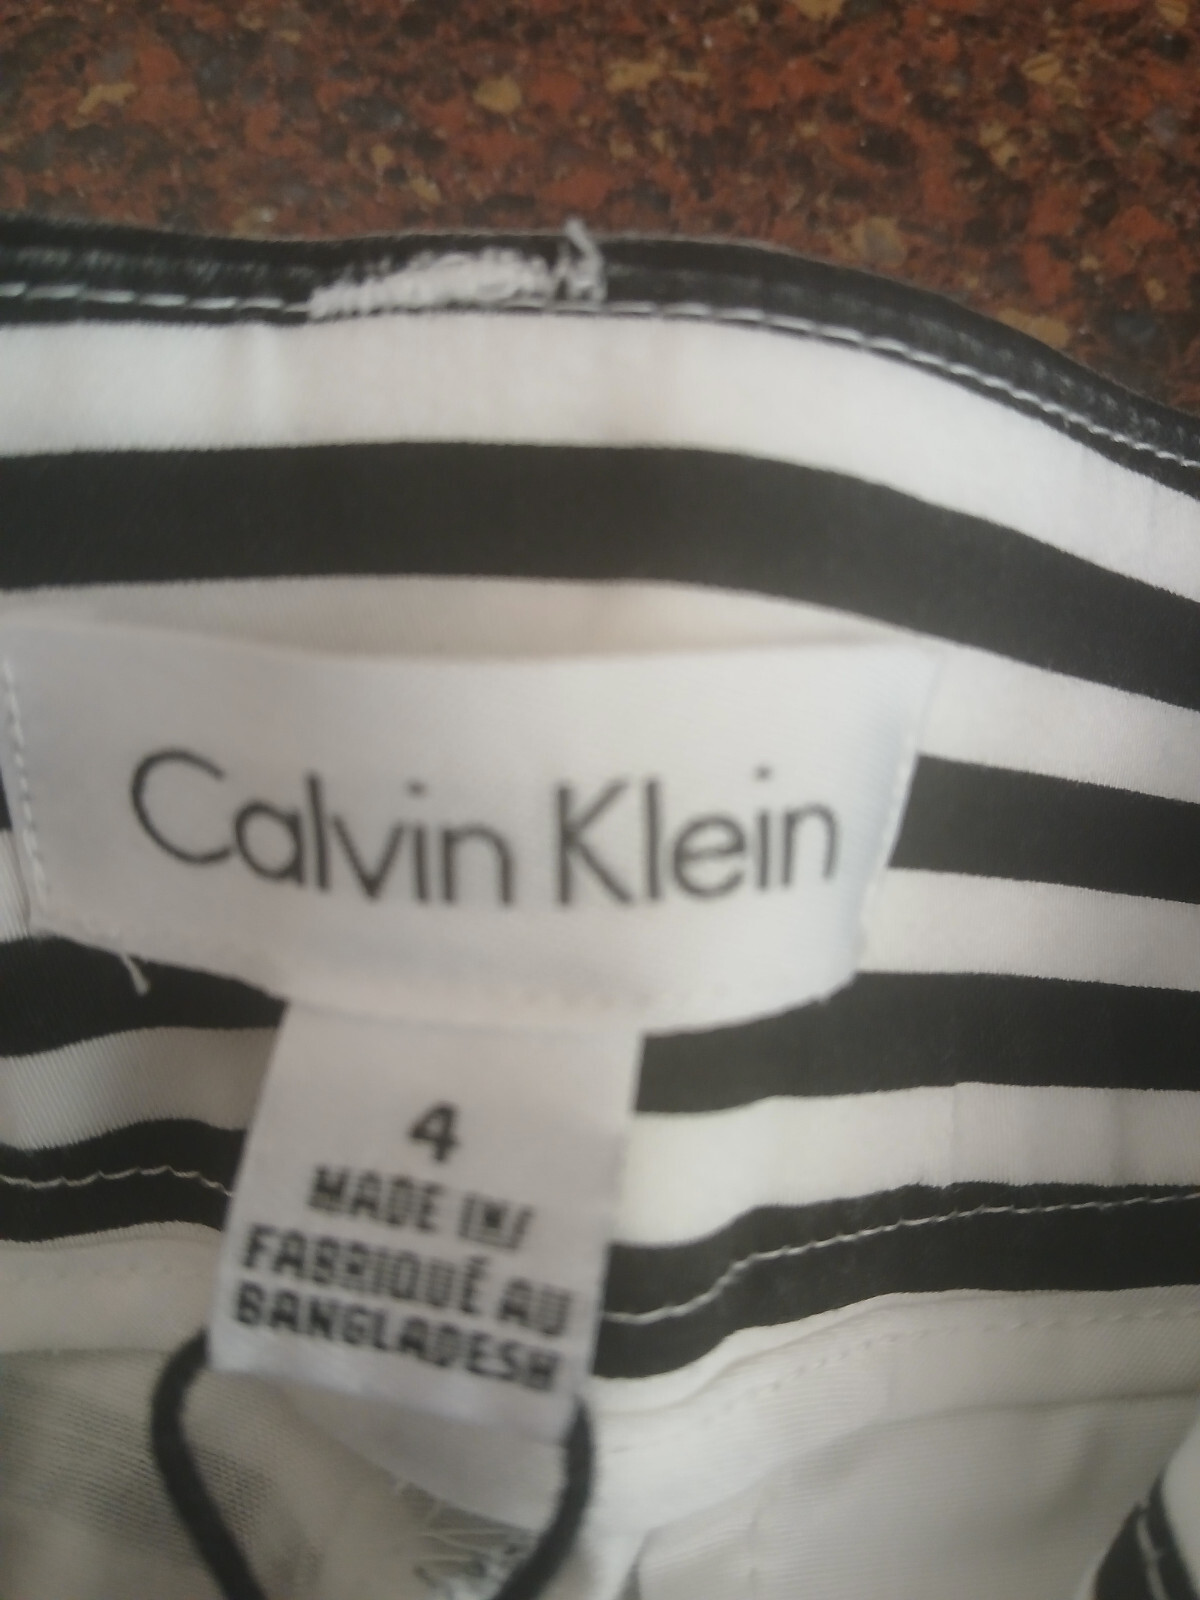 Calvin Klein
4
MADE IN/
FABRIQUÉ AU
BANGLADESH